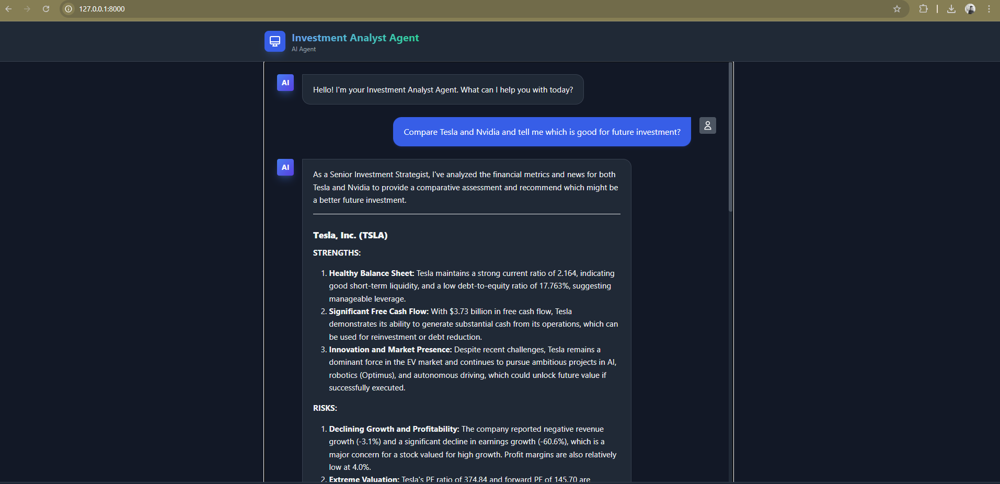 127.0.0.1:8000
Investment Analyst Agent
AI Agent
AI
Hello! I'm your Investment Analyst Agent. What can I help you with today?
Compare Tesla and Nvidia and tell me which is good for future investment?
AI
As a Senior Investment Strategist, I've analyzed the financial metrics and news for both
Tesla and Nvidia to provide a comparative assessment and recommend which might be
a better future investment.
Tesla, Inc. (TSLA)
STRENGTHS:
1. Healthy Balance Sheet: Tesla maintains a strong current ratio of 2.164, indicating
good short-term liquidity, and a low debt-to-equity ratio of 17.763%, suggesting
manageable leverage.
2. Significant Free Cash Flow: With $3.73 billion in free cash flow, Tesla
demonstrates its ability to generate substantial cash from its operations, which can
be used for reinvestment or debt reduction.
3. Innovation and Market Presence: Despite recent challenges, Tesla remains a
dominant force in the EV market and continues to pursue ambitious projects in AI,
robotics (Optimus), and autonomous driving, which could unlock future value if
successfully executed.
RISKS:
1. Declining Growth and Profitability: The company reported negative revenue
growth (-3.1%) and a significant decline in earnings growth (-60.6%), which is a
major concern for a stock valued for high growth. Profit margins are also relatively
low at 4.0%.
2. Extreme Valuation: Tesla's PE ratio of 374.84 and forward PE of 145.70 are